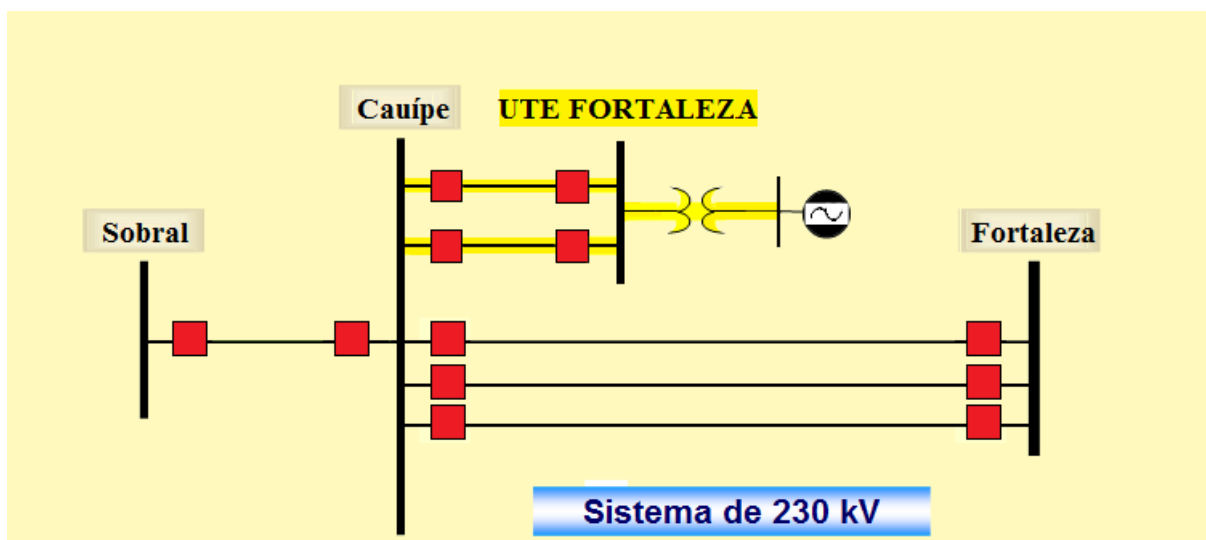 Cauípe
UTE FORTALEZA
Sobral
Fortaleza
Sistema de 230 kV